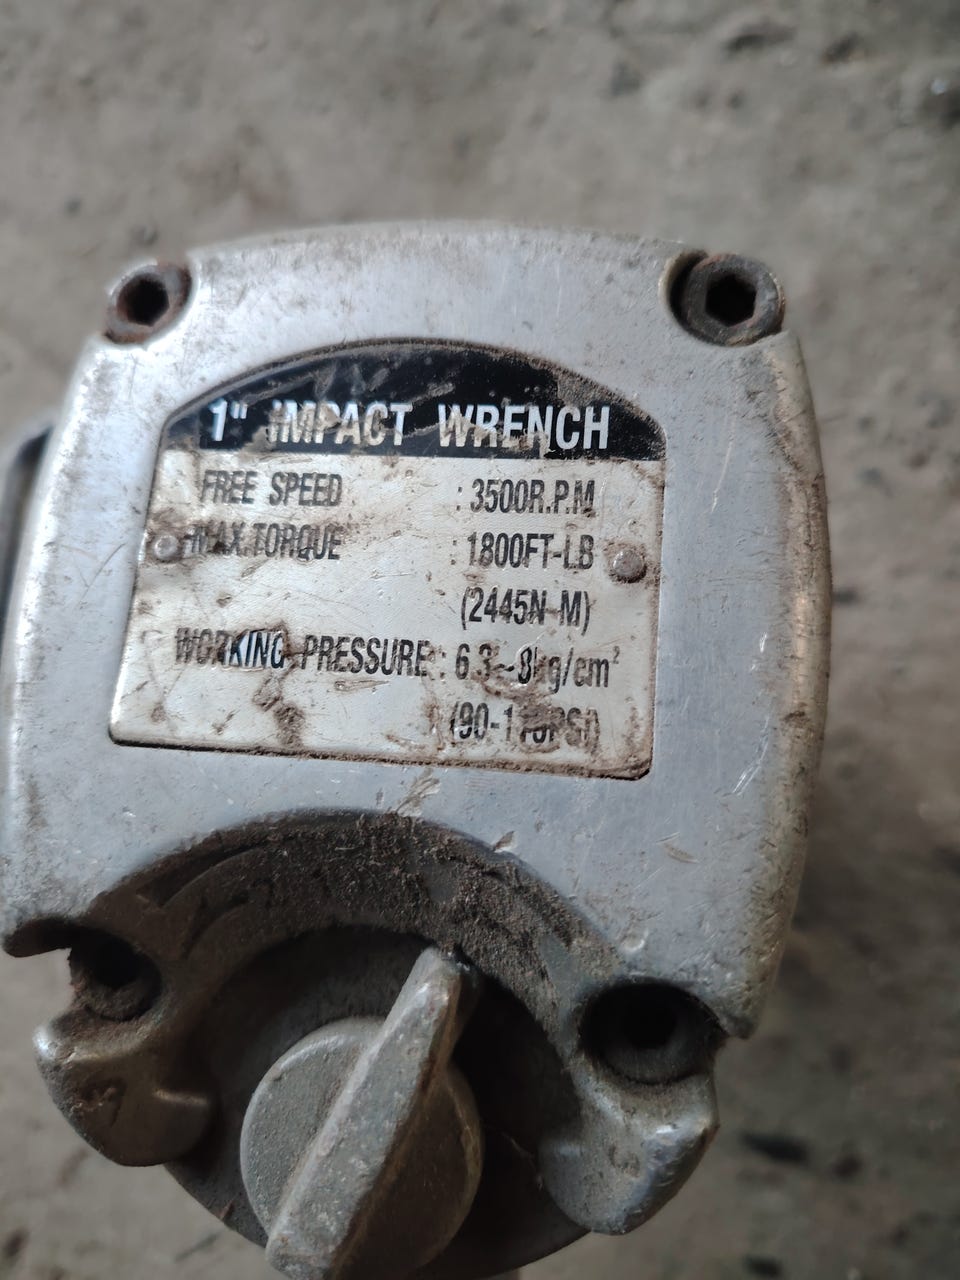 1" IMPACT WRENCH
FREE SPEED : 3500R.P.M
MAX.TORQUE : 1800FT-LB
(2445N-M)
WORKING PRESSURE : 6.3~8kg/cm²